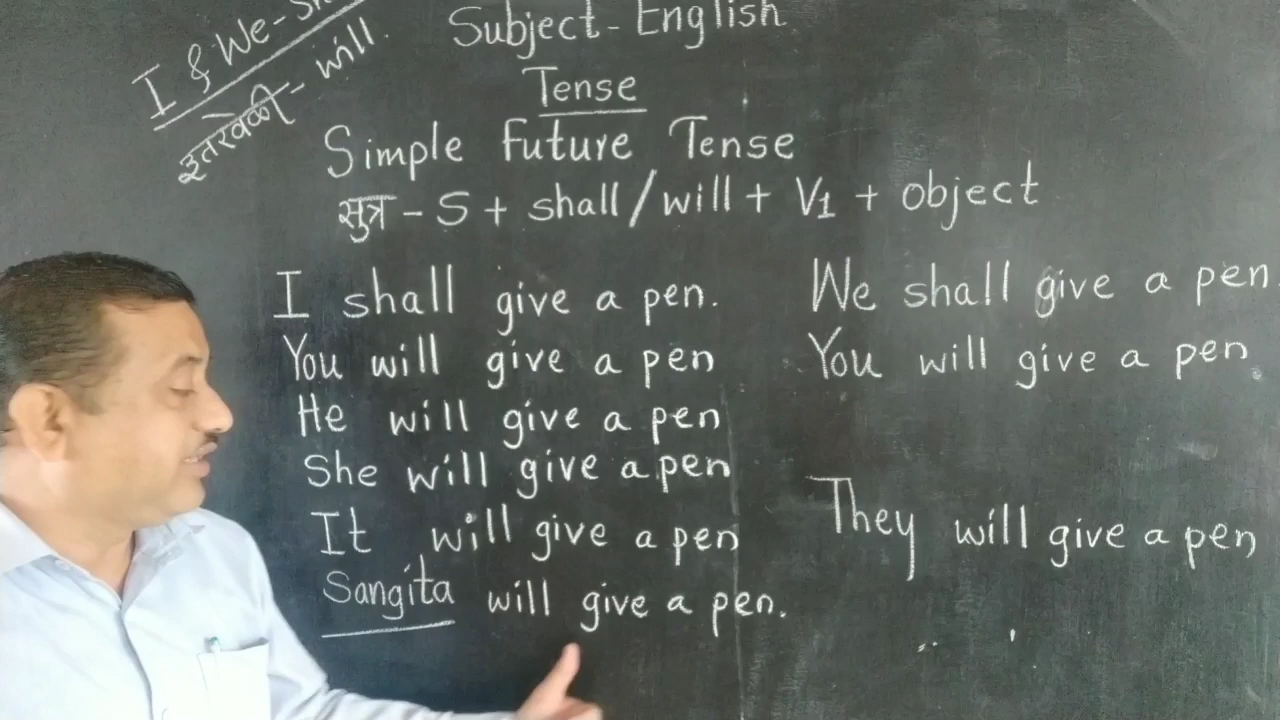 I & We - Sh
इतरवेळी - will.
Subject - English
Tense
Simple Future Tense
सुत्र - S + shall / will + V1 + object
I shall give a pen.
You will give a pen
He will give a pen
She will give a pen
It will give a pen
Sangita will give a pen.
We shall give a pen.
You will give a pen
They will give a pen